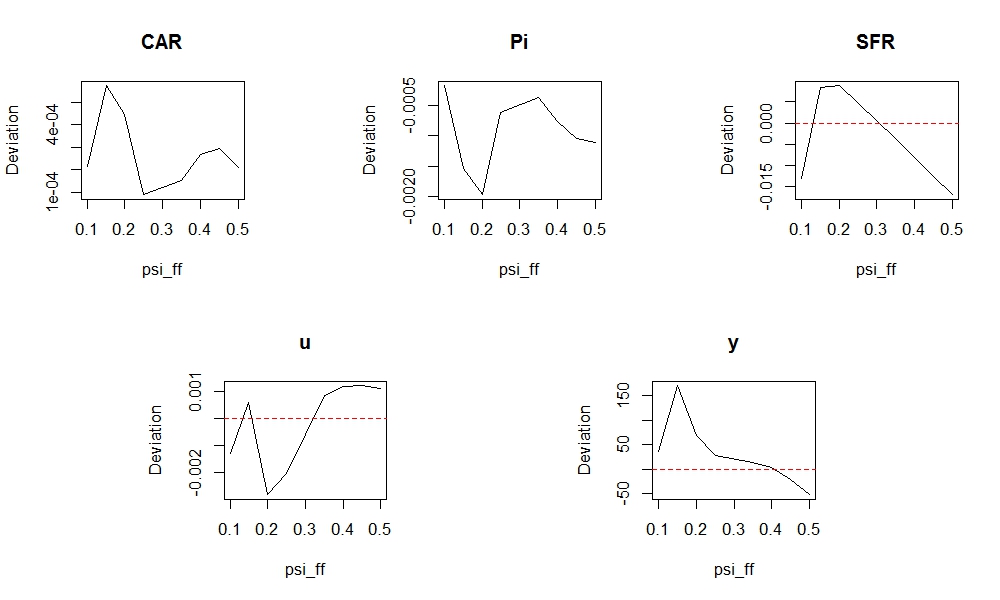 CAR
Deviation
4e-04
1e-04
0.1 0.2 0.3 0.4 0.5
psi_ff
Pi
Deviation
-0.0005
-0.0020
0.1 0.2 0.3 0.4 0.5
psi_ff
SFR
Deviation
0.000
-0.015
0.1 0.2 0.3 0.4 0.5
psi_ff
u
Deviation
0.001
-0.002
0.1 0.2 0.3 0.4 0.5
psi_ff
y
Deviation
150
50
-50
0.1 0.2 0.3 0.4 0.5
psi_ff